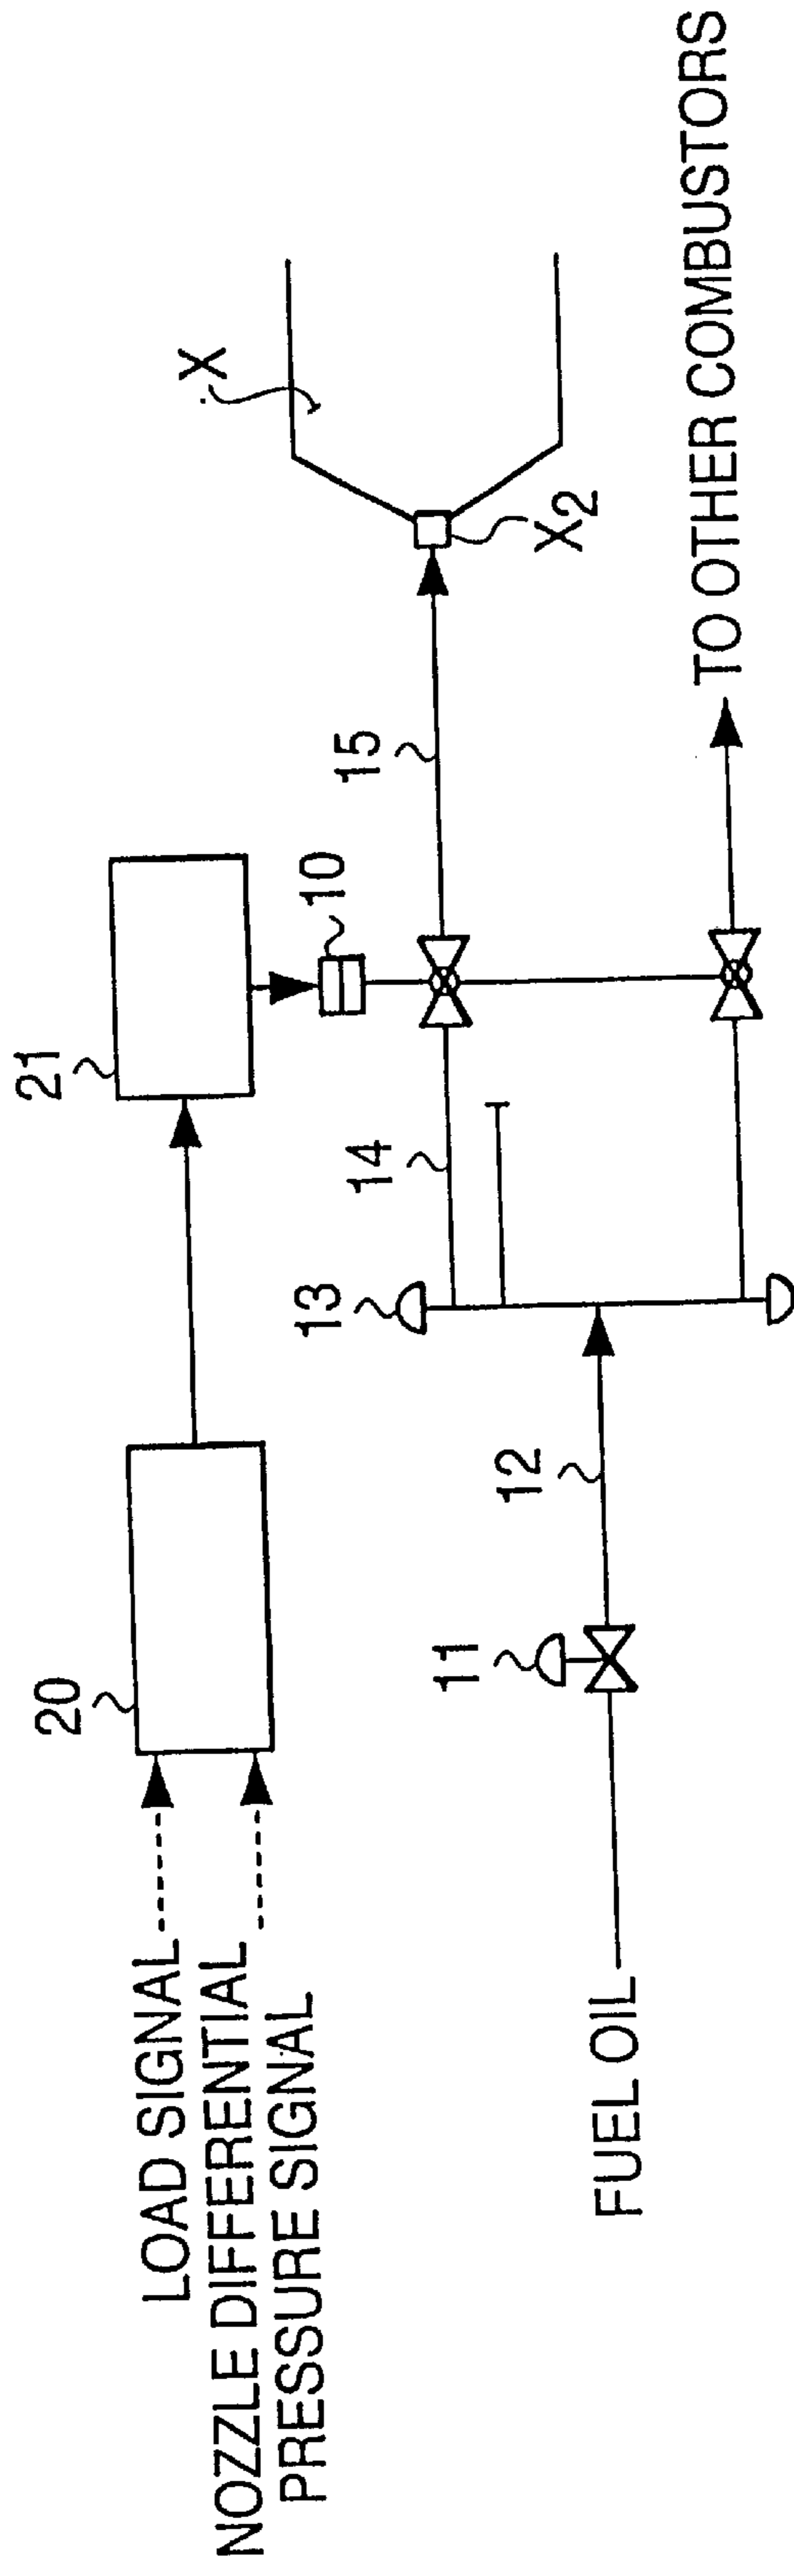 LOAD SIGNAL
NOZZLE DIFFERENTIAL
PRESSURE SIGNAL
20
21
10
X
X2
15
14
13
12
11
FUEL OIL
TO OTHER COMBUSTORS